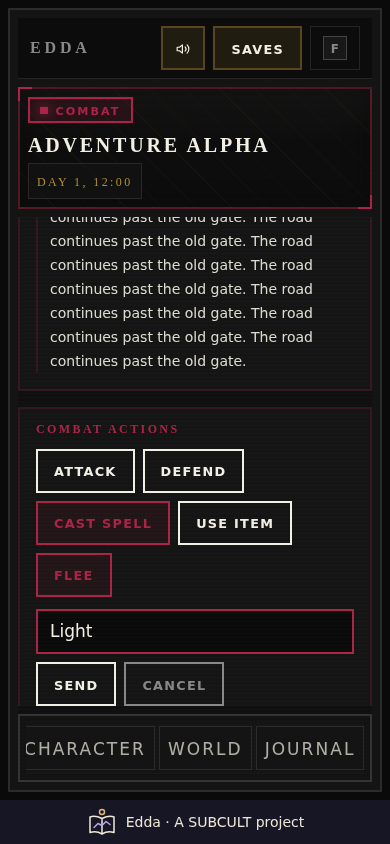 EDDA
SAVES
F
COMBAT
ADVENTURE ALPHA
DAY 1, 12:00
continues past the old gate. The road
continues past the old gate. The road
continues past the old gate. The road
continues past the old gate. The road
continues past the old gate. The road
continues past the old gate. The road
continues past the old gate.
COMBAT ACTIONS
ATTACK
DEFEND
CAST SPELL
USE ITEM
FLEE
Light
SEND
CANCEL
CHARACTER
WORLD
JOURNAL
Edda · A SUBCULT project